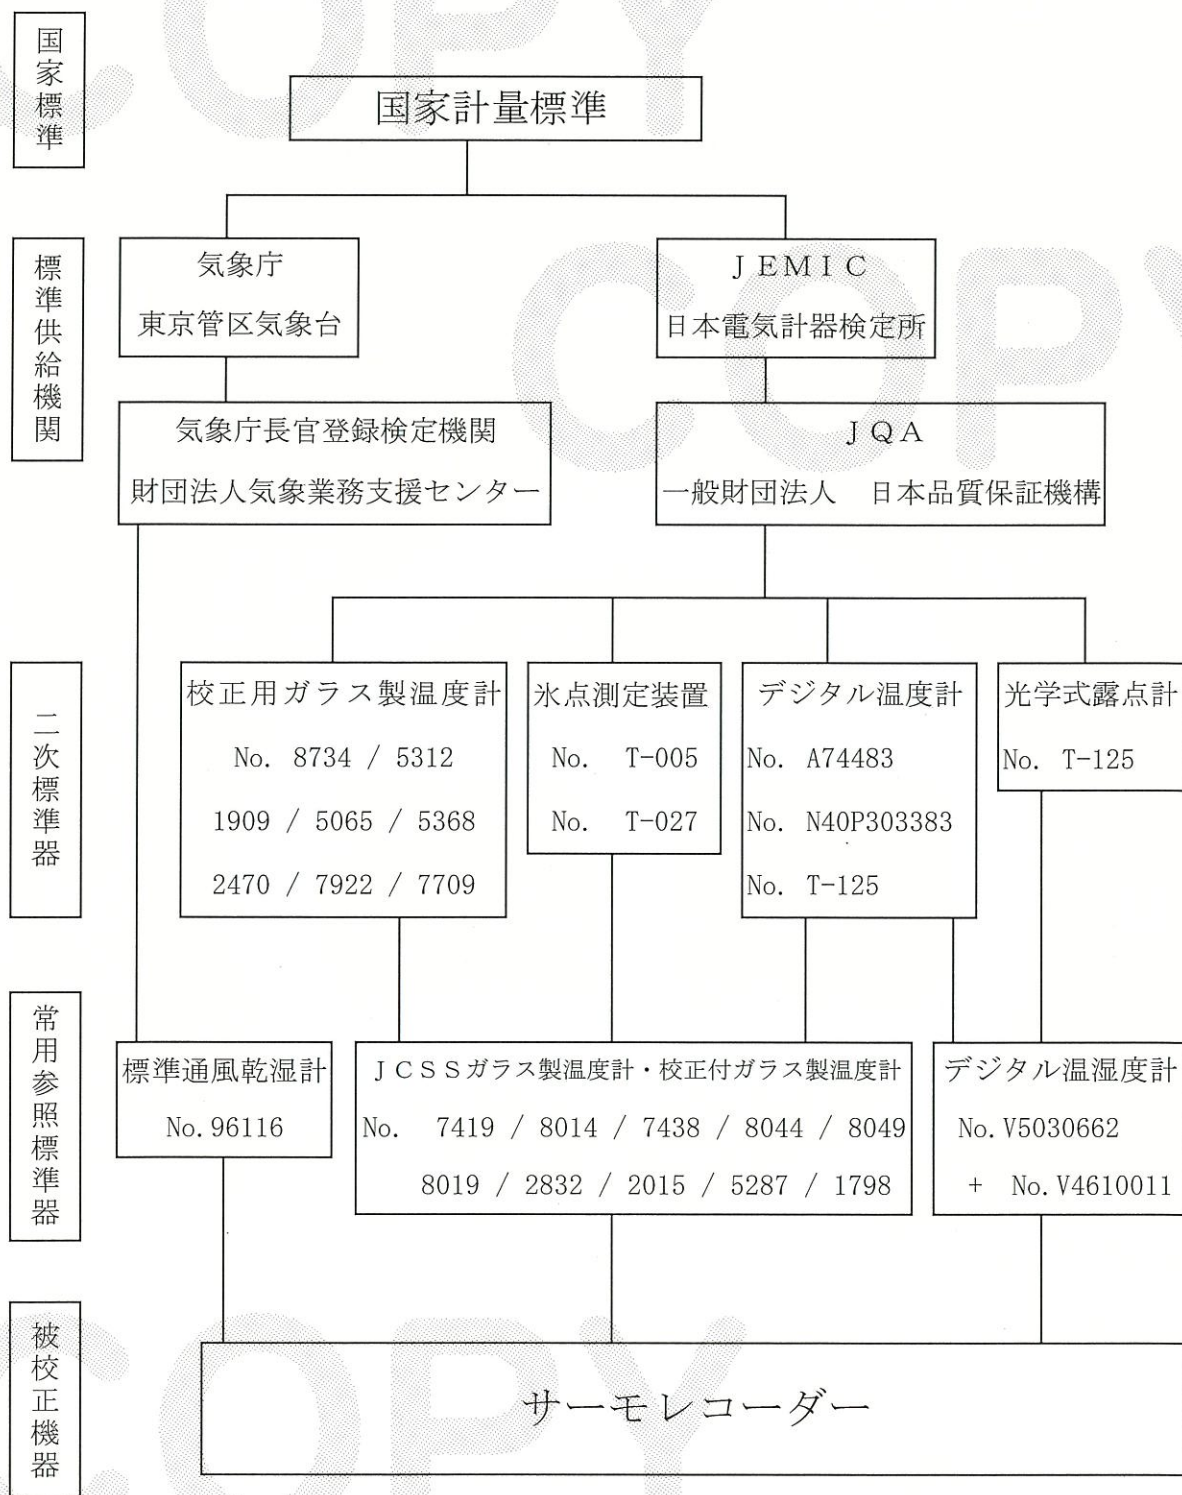 COPY
国家標準
国家計量標準
標準供給機関
気象庁
東京管区気象台
JEMIC
日本電気計器検定所
COPY
気象庁長官登録検定機関
財団法人気象業務支援センター
JQA
一般財団法人　日本品質保証機構
二次標準器
校正用ガラス製温度計
No. 8734 / 5312
1909 / 5065 / 5368
2470 / 7922 / 7709
氷点測定装置
No. T-005
No. T-027
デジタル温度計
No. A74483
No. N40P303383
No. T-125
光学式露点計
No. T-125
常用参照標準器
標準通風乾湿計
No.96116
JCSSガラス製温度計・校正付ガラス製温度計
No. 7419 / 8014 / 7438 / 8044 / 8049
8019 / 2832 / 2015 / 5287 / 1798
デジタル温湿度計
No.V5030662
+ No.V4610011
被校正機器
サーモレコーダー
COPY